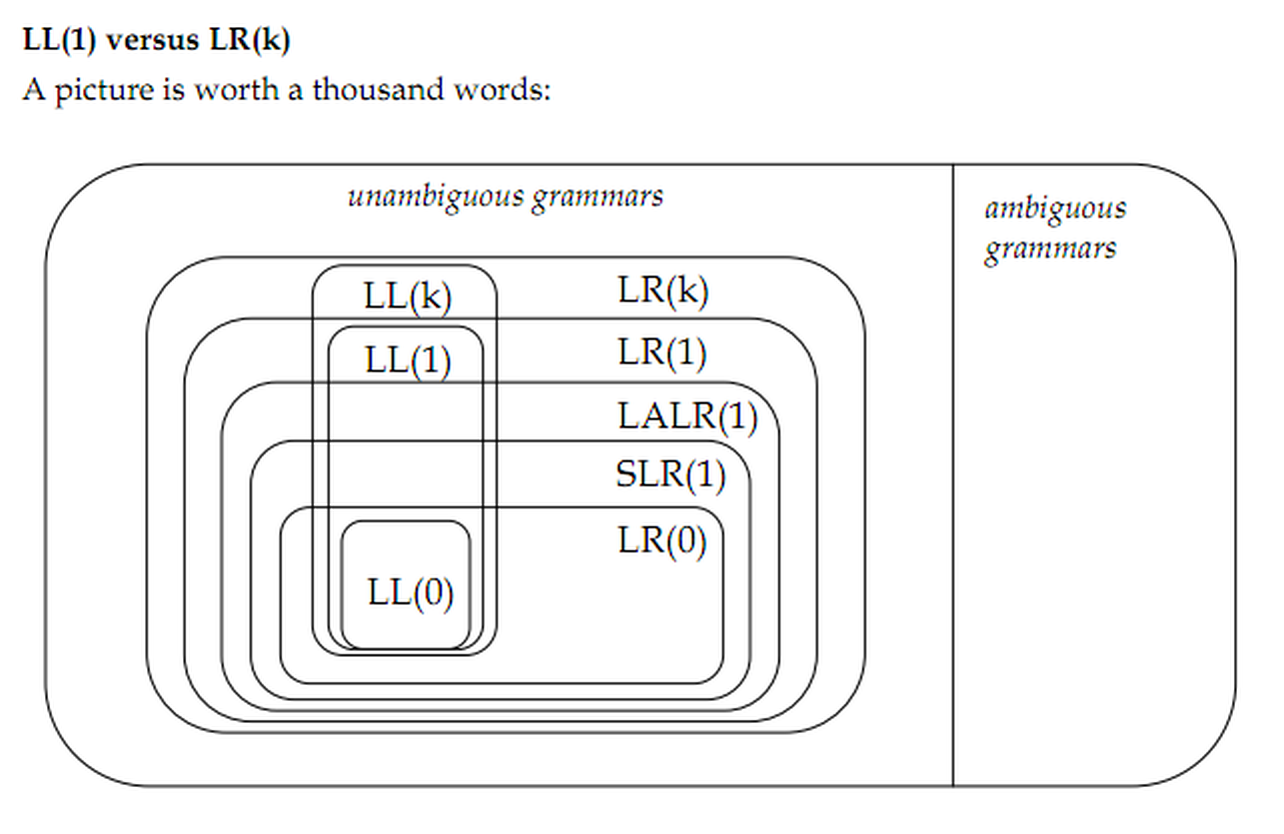 LL(1) versus LR(k)
A picture is worth a thousand words:
unambiguous grammars
ambiguous
grammars
LL(k)
LR(k)
LL(1)
LR(1)
LALR(1)
SLR(1)
LR(0)
LL(0)